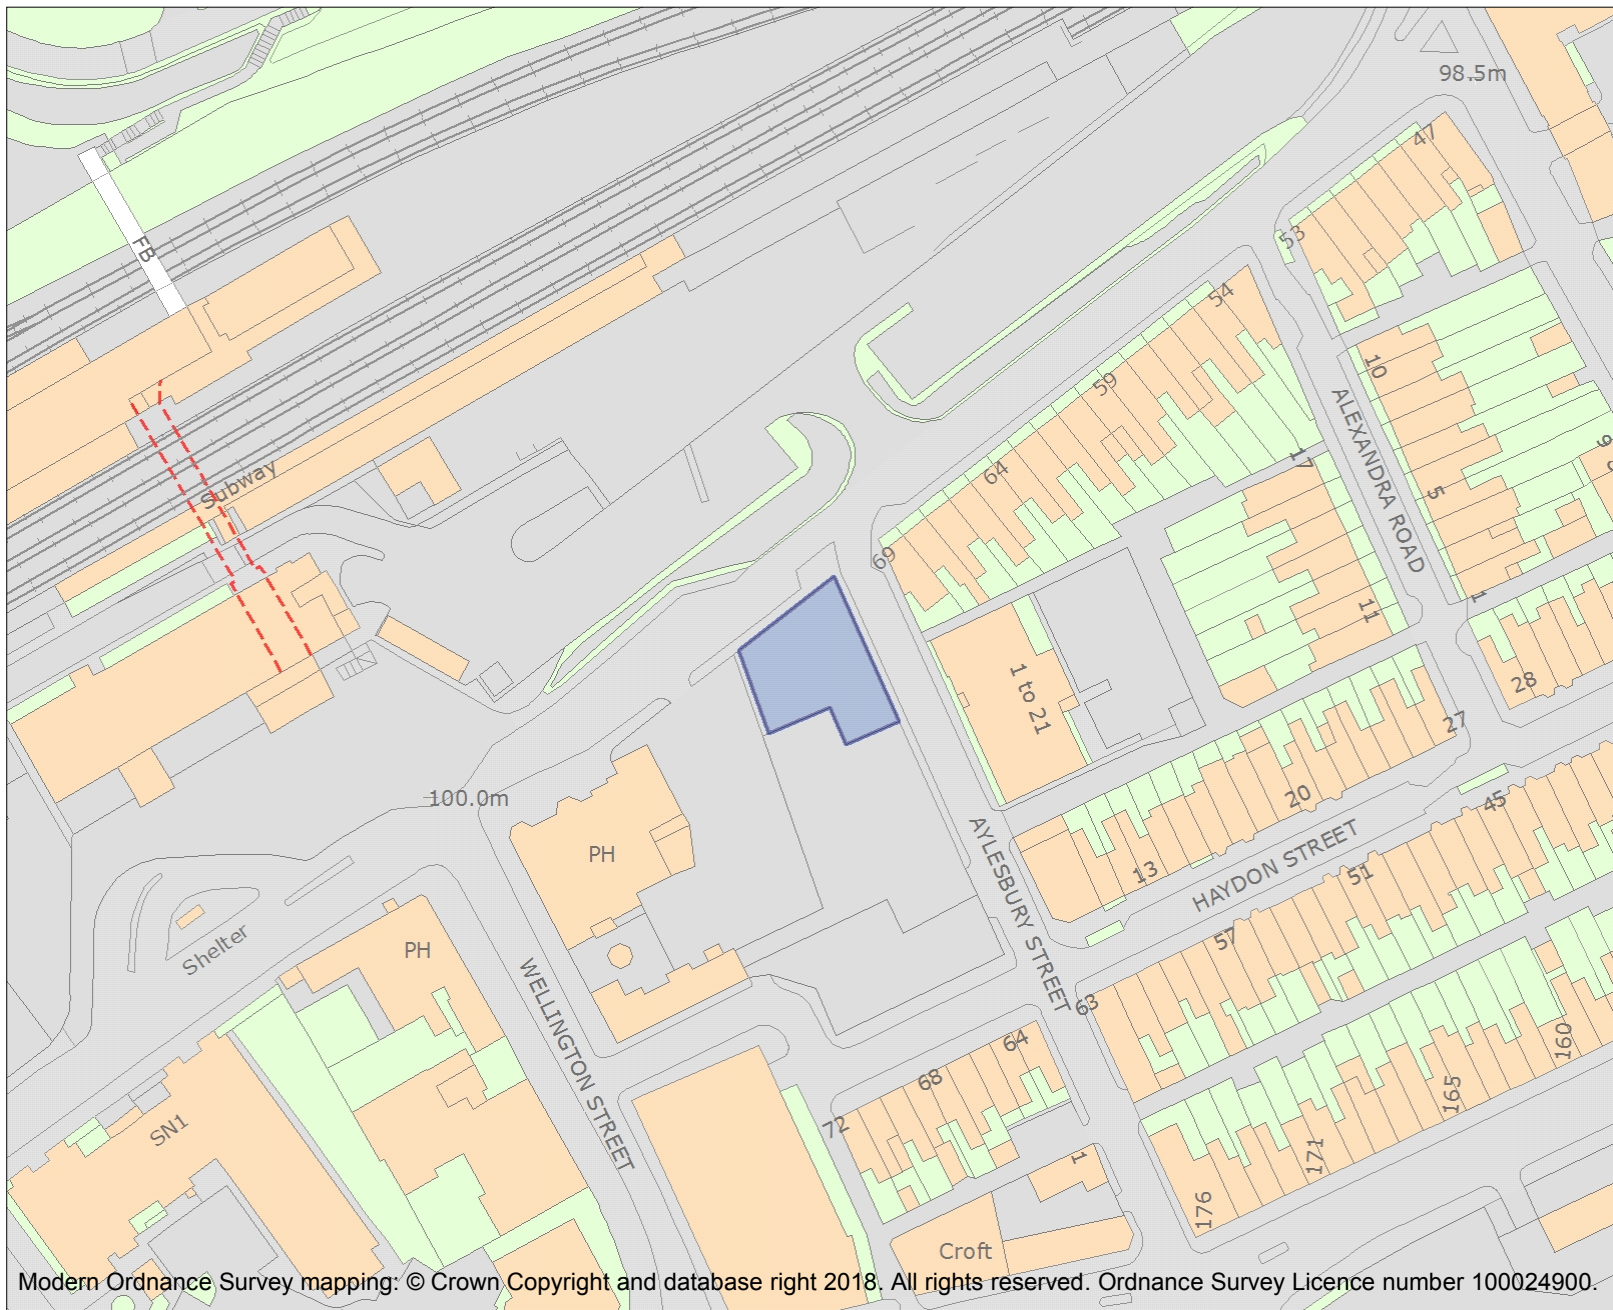 98.5m
47
FB
53
54
10
59
ALEXANDRA ROAD
9
17
64
Subway
5
69
1
11
28
1 to 21
27
100.0m
20
45
PH
AYLESBURY STREET
13
HAYDON STREET
51
57
PH
Shelter
WELLINGTON STREET
63
64
160
68
165
SN1
72
171
1
176
Croft
Modern Ordnance Survey mapping: © Crown Copyright and database right 2018. All rights reserved. Ordnance Survey Licence number 100024900.